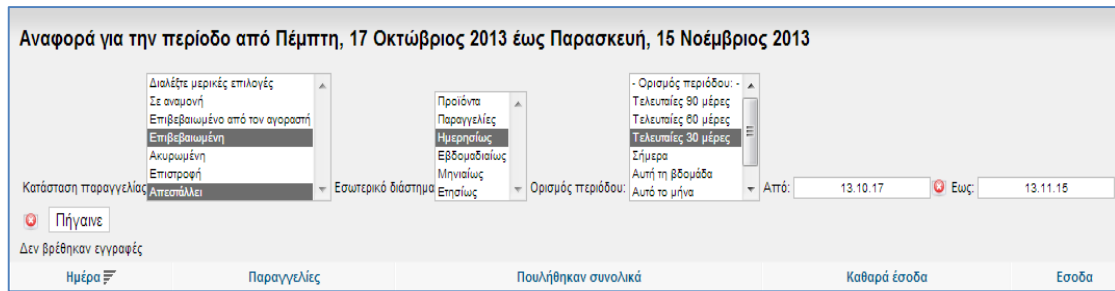 Αναφορά για την περίοδο από Πέμπτη, 17 Οκτώβριος 2013 έως Παρασκευή, 15 Νοέμβριος 2013
Κατάσταση παραγγελίας
Διαλέξτε μερικές επιλογές
Σε αναμονή
Επιβεβαιωμένο από τον αγοραστή
Επιβεβαιωμένη
Ακυρωμένη
Επιστροφή
Απεστάλλει
Εσωτερικό διάστημα
Προϊόντα
Παραγγελίες
Ημερησίως
Εβδομαδιαίως
Μηνιαίως
Ετησίως
Ορισμός περιόδου:
- Ορισμός περιόδου: -
Τελευταίες 90 μέρες
Τελευταίες 60 μέρες
Τελευταίες 30 μέρες
Σήμερα
Αυτή τη βδομάδα
Αυτό το μήνα
Από: 13.10.17 Εως: 13.11.15
Πήγαινε
Δεν βρέθηκαν εγγραφές
Ημέρα Παραγγελίες Πουλήθηκαν συνολικά Καθαρά έσοδα Εσοδα